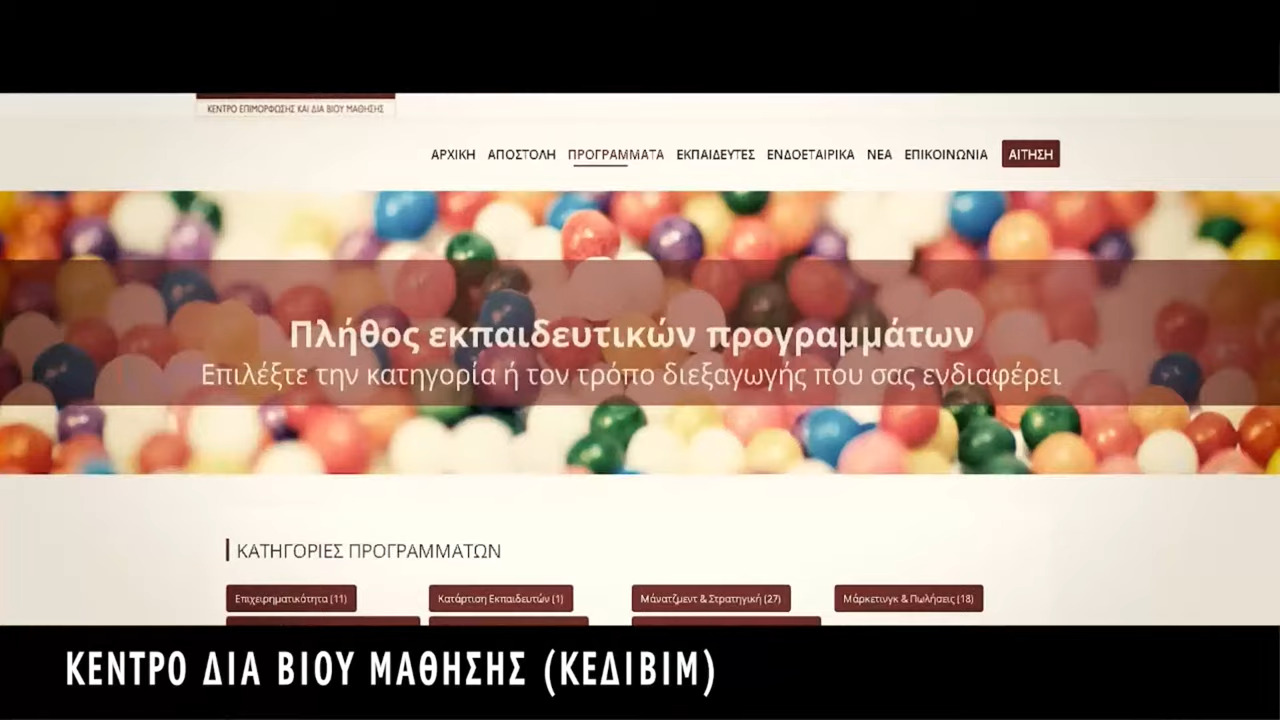 ΚΕΝΤΡΟ ΕΠΙΜΟΡΦΩΣΗΣ ΚΑΙ ΔΙΑ ΒΙΟΥ ΜΑΘΗΣΗΣ
ΑΡΧΙΚΗ ΑΠΟΣΤΟΛΗ ΠΡΟΓΡΑΜΜΑΤΑ ΕΚΠΑΙΔΕΥΤΕΣ ΕΝΔΟΕΤΑΙΡΙΚΑ ΝΕΑ ΕΠΙΚΟΙΝΩΝΙΑ ΑΙΤΗΣΗ
Πλήθος εκπαιδευτικών προγραμμάτων
Επιλέξτε την κατηγορία ή τον τρόπο διεξαγωγής που σας ενδιαφέρει
ΚΑΤΗΓΟΡΙΕΣ ΠΡΟΓΡΑΜΜΑΤΩΝ
Επιχειρηματικότητα (11) Κατάρτιση Εκπαιδευτών (1) Μάνατζμεντ & Στρατηγική (27) Μάρκετινγκ & Πωλήσεις (18)
ΚΕΝΤΡΟ ΔΙΑ ΒΙΟΥ ΜΑΘΗΣΗΣ (ΚΕΔΙΒΙΜ)